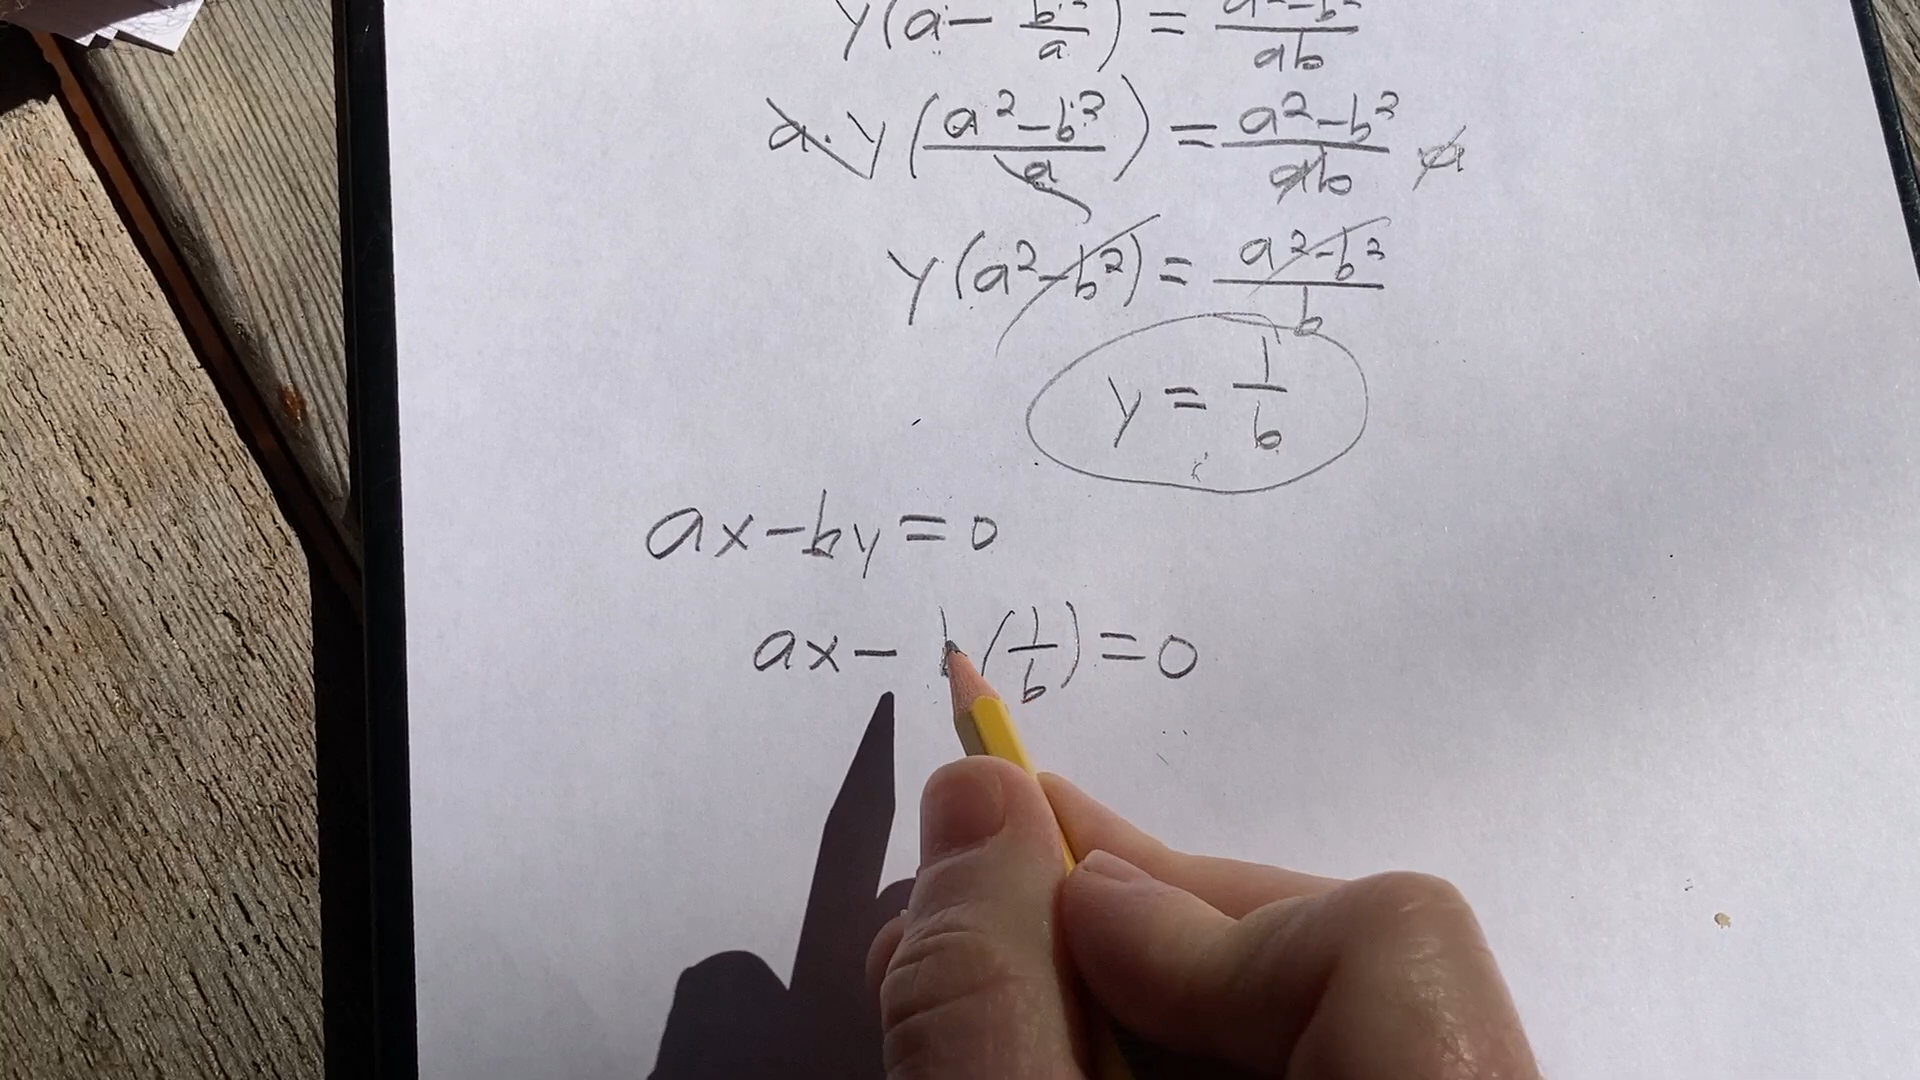 y(a - b²/a) = a²-b²/ab
a·y(a²-b²/a) = a²-b²/ab a
y(a²-b²) = a²-b²/b
y = 1/b
ax-by=0
ax- b(1/b)=0